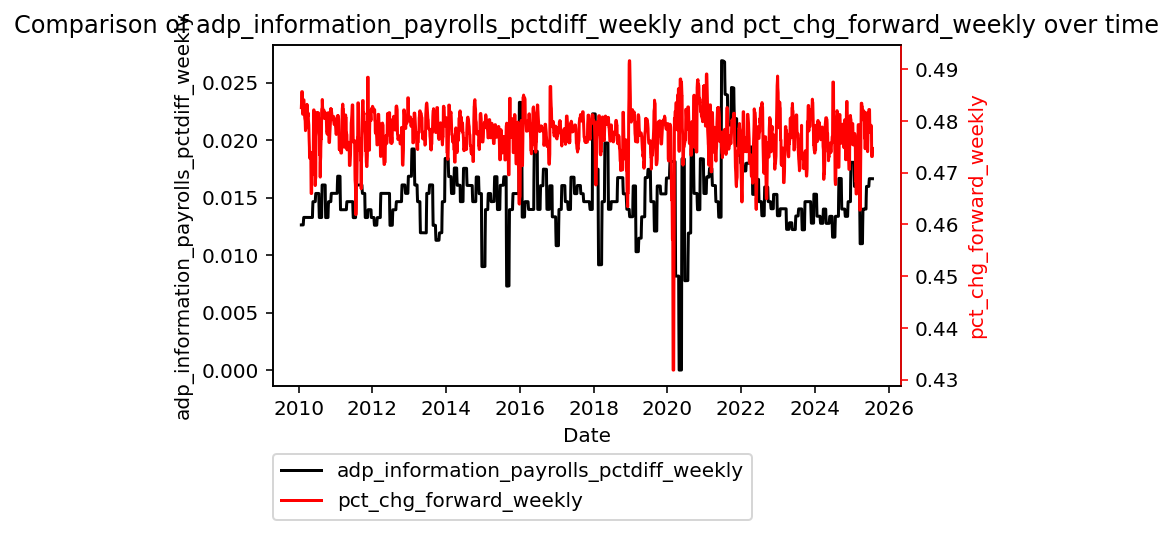 Comparison of adp_information_payrolls_pctdiff_weekly and pct_chg_forward_weekly over time
adp_information_payrolls_pctdiff_weekly
0.025
0.020
0.015
0.010
0.005
0.000
0.49
0.48
0.47
0.46
0.45
0.44
0.43
pct_chg_forward_weekly
2010 2012 2014 2016 2018 2020 2022 2024 2026
Date
adp_information_payrolls_pctdiff_weekly
pct_chg_forward_weekly